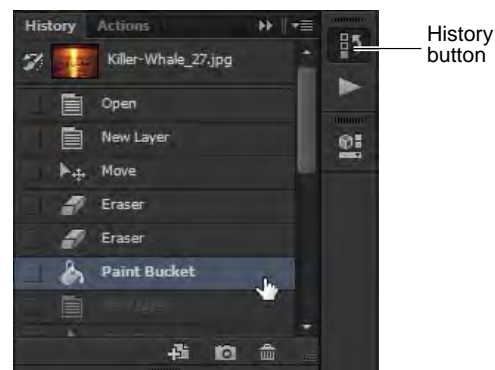 History Actions
Killer-Whale_27.jpg
Open
New Layer
Move
Eraser
Eraser
Paint Bucket
History
button